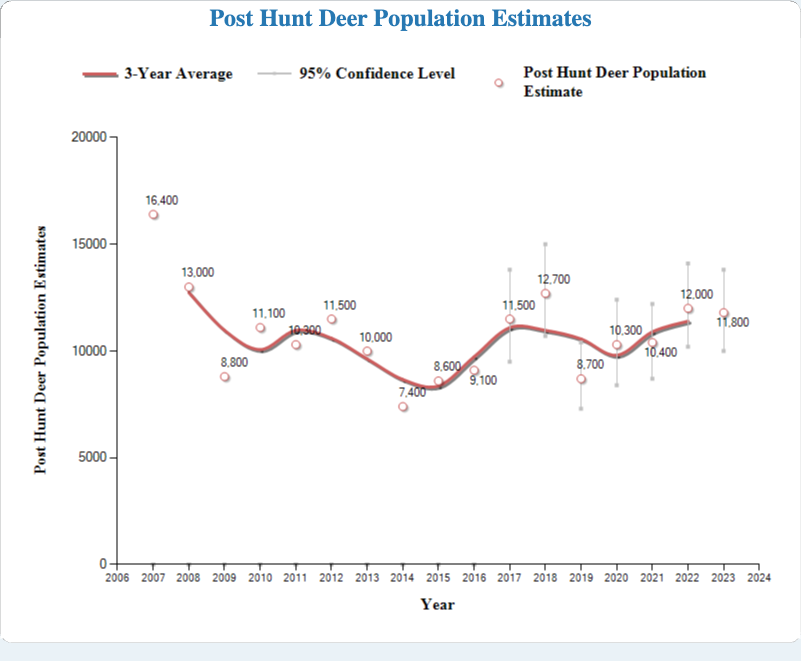 Post Hunt Deer Population Estimates
3-Year Average
95% Confidence Level
Post Hunt Deer Population
Estimate
Post Hunt Deer Population Estimates
20000
15000
10000
5000
0
16,400
13,000
8,800
11,100
10,300
11,500
10,000
7,400
8,600
9,100
11,500
12,700
8,700
10,300
10,400
12,000
11,800
2006 2007 2008 2009 2010 2011 2012 2013 2014 2015 2016 2017 2018 2019 2020 2021 2022 2023 2024
Year